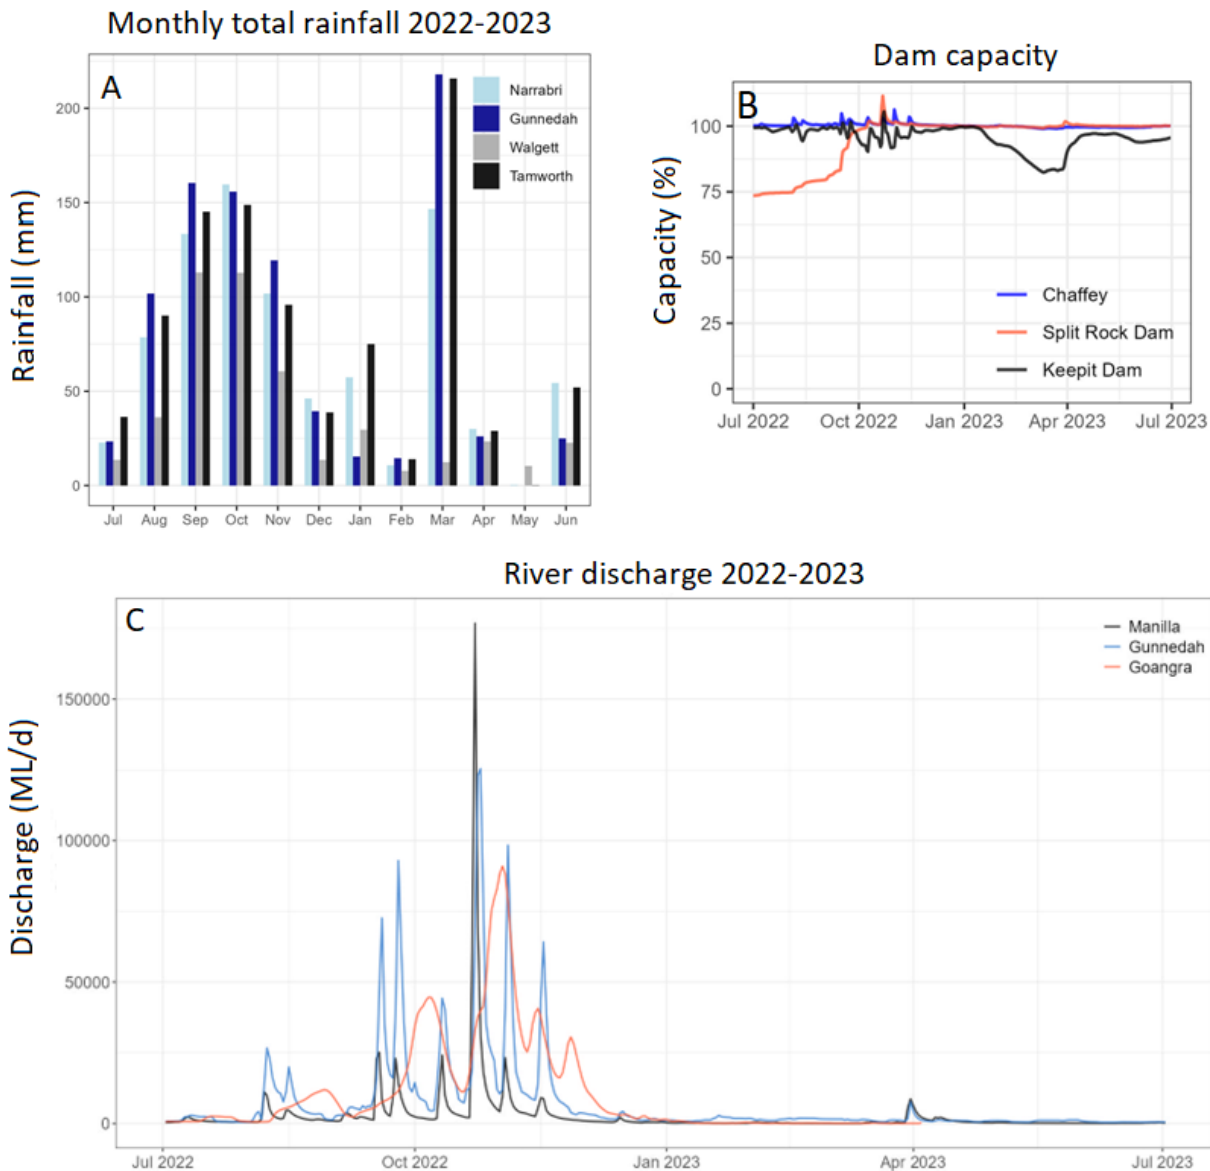 Monthly total rainfall 2022-2023
A
Narrabri
Gunnedah
Walgett
Tamworth
Rainfall (mm)
200
150
100
50
0
Jul Aug Sep Oct Nov Dec Jan Feb Mar Apr May Jun
Dam capacity
B
Capacity (%)
100
75
50
25
0
Chaffey
Split Rock Dam
Keepit Dam
Jul 2022 Oct 2022 Jan 2023 Apr 2023 Jul 2023
River discharge 2022-2023
C
Manilla
Gunnedah
Goangra
Discharge (ML/d)
150000
100000
50000
0
Jul 2022 Oct 2022 Jan 2023 Apr 2023 Jul 2023